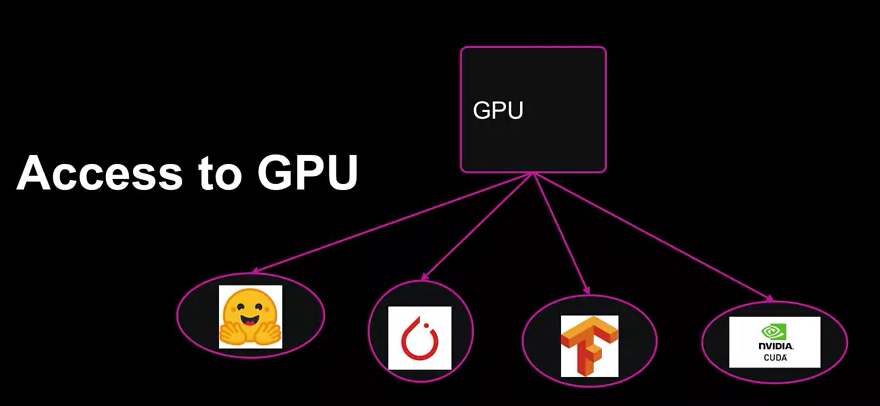 GPU
Access to GPU
NVIDIA.
CUDA